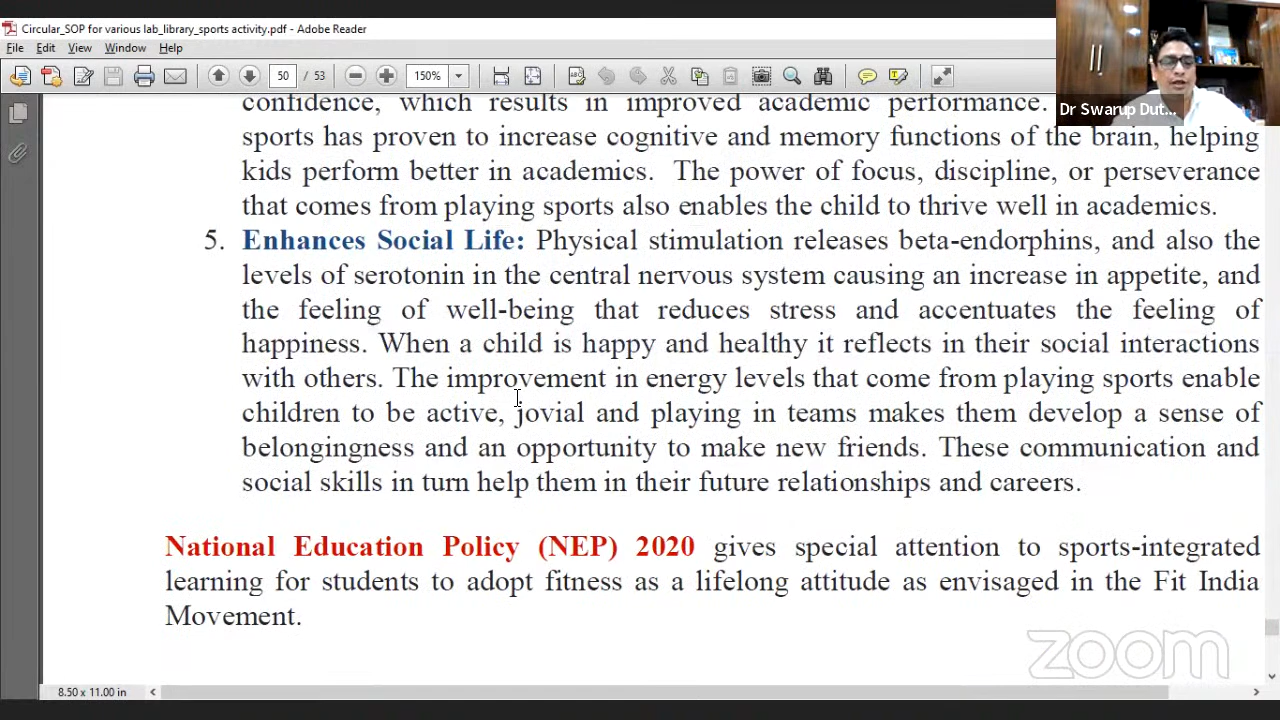 Circular_SOP for various lab_library_sports activity.pdf - Adobe Reader
File Edit View Window Help
50 / 53 150%
Dr Swarup Dut...
confidence, which results in improved academic performance.
sports has proven to increase cognitive and memory functions of the brain, helping
kids perform better in academics. The power of focus, discipline, or perseverance
that comes from playing sports also enables the child to thrive well in academics.
5. Enhances Social Life: Physical stimulation releases beta-endorphins, and also the
levels of serotonin in the central nervous system causing an increase in appetite, and
the feeling of well-being that reduces stress and accentuates the feeling of
happiness. When a child is happy and healthy it reflects in their social interactions
with others. The improvement in energy levels that come from playing sports enable
children to be active, jovial and playing in teams makes them develop a sense of
belongingness and an opportunity to make new friends. These communication and
social skills in turn help them in their future relationships and careers.
National Education Policy (NEP) 2020 gives special attention to sports-integrated
learning for students to adopt fitness as a lifelong attitude as envisaged in the Fit India
Movement.
zoom
8.50 x 11.00 in